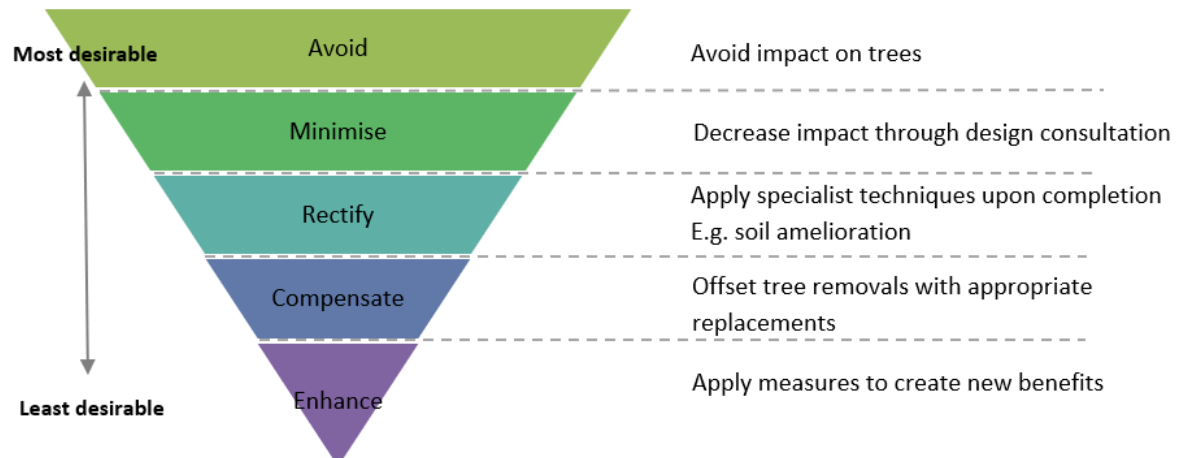 Most desirable
Avoid
Avoid impact on trees
Minimise
Decrease impact through design consultation
Rectify
Apply specialist techniques upon completion
E.g. soil amelioration
Compensate
Offset tree removals with appropriate
replacements
Least desirable
Enhance
Apply measures to create new benefits